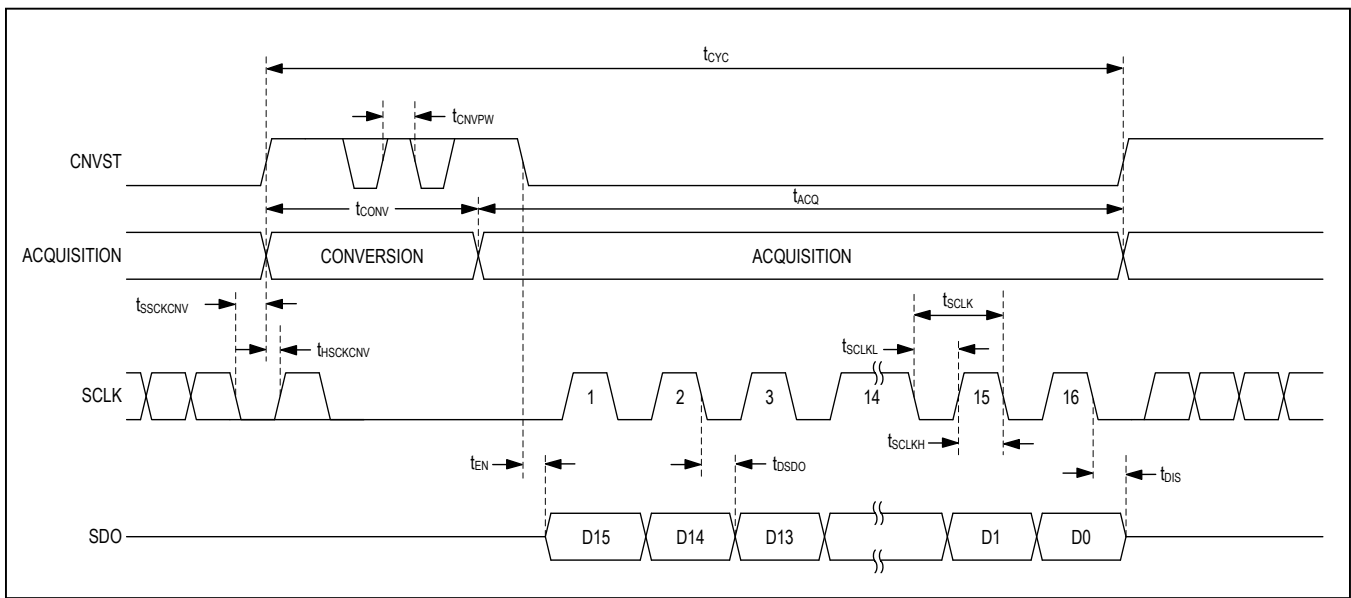 tCYC
tCNVPW
CNVST
tCONV
tACQ
ACQUISITION
CONVERSION
ACQUISITION
tSSCKCNV
tSCLK
tHSCKCNV
tSCLKL
SCLK
1
2
3
14
15
16
tSCLKH
tEN
tDSDO
tDIS
SDO
D15
D14
D13
D1
D0